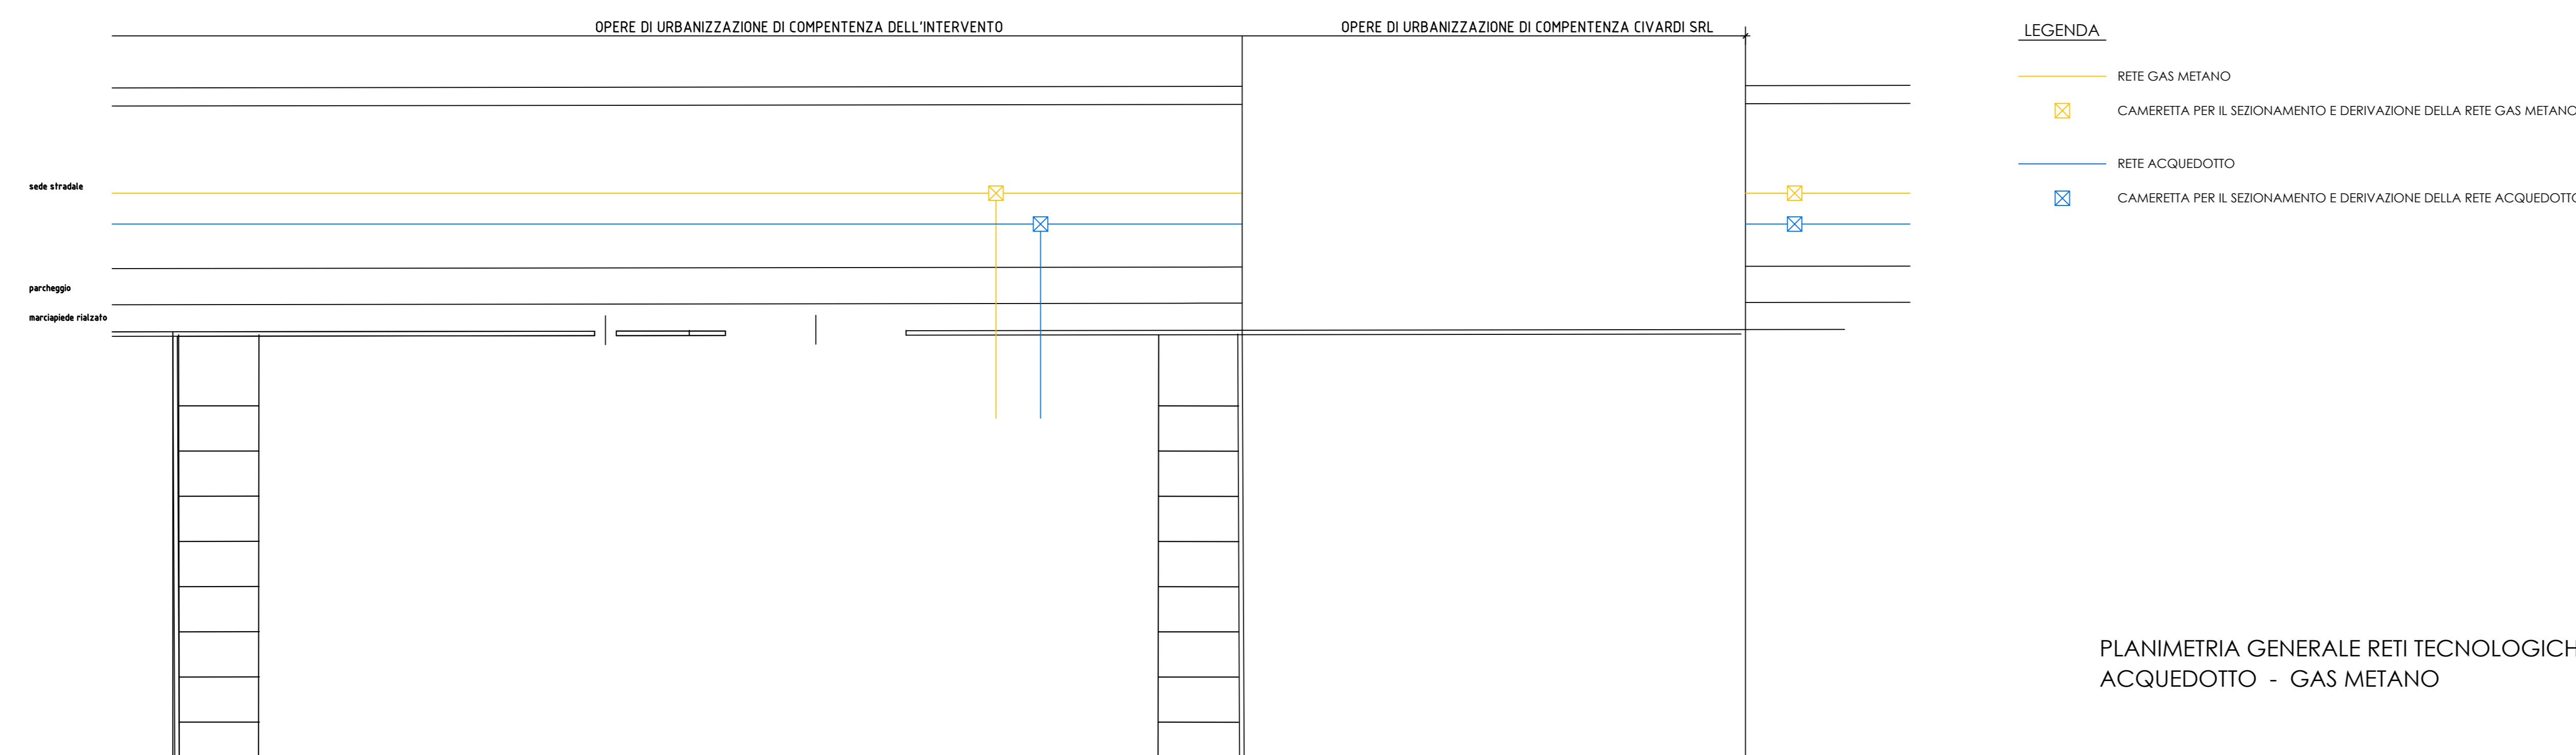 OPERE DI URBANIZZAZIONE DI COMPENTENZA DELL'INTERVENTO
OPERE DI URBANIZZAZIONE DI COMPENTENZA CIVARDI SRL
LEGENDA
RETE GAS METANO
CAMERETTA PER IL SEZIONAMENTO E DERIVAZIONE DELLA RETE GAS METANO
RETE ACQUEDOTTO
CAMERETTA PER IL SEZIONAMENTO E DERIVAZIONE DELLA RETE ACQUEDOTTO
sede stradale
parcheggio
marciapiede rialzato
PLANIMETRIA GENERALE RETI TECNOLOGICH
ACQUEDOTTO - GAS METANO